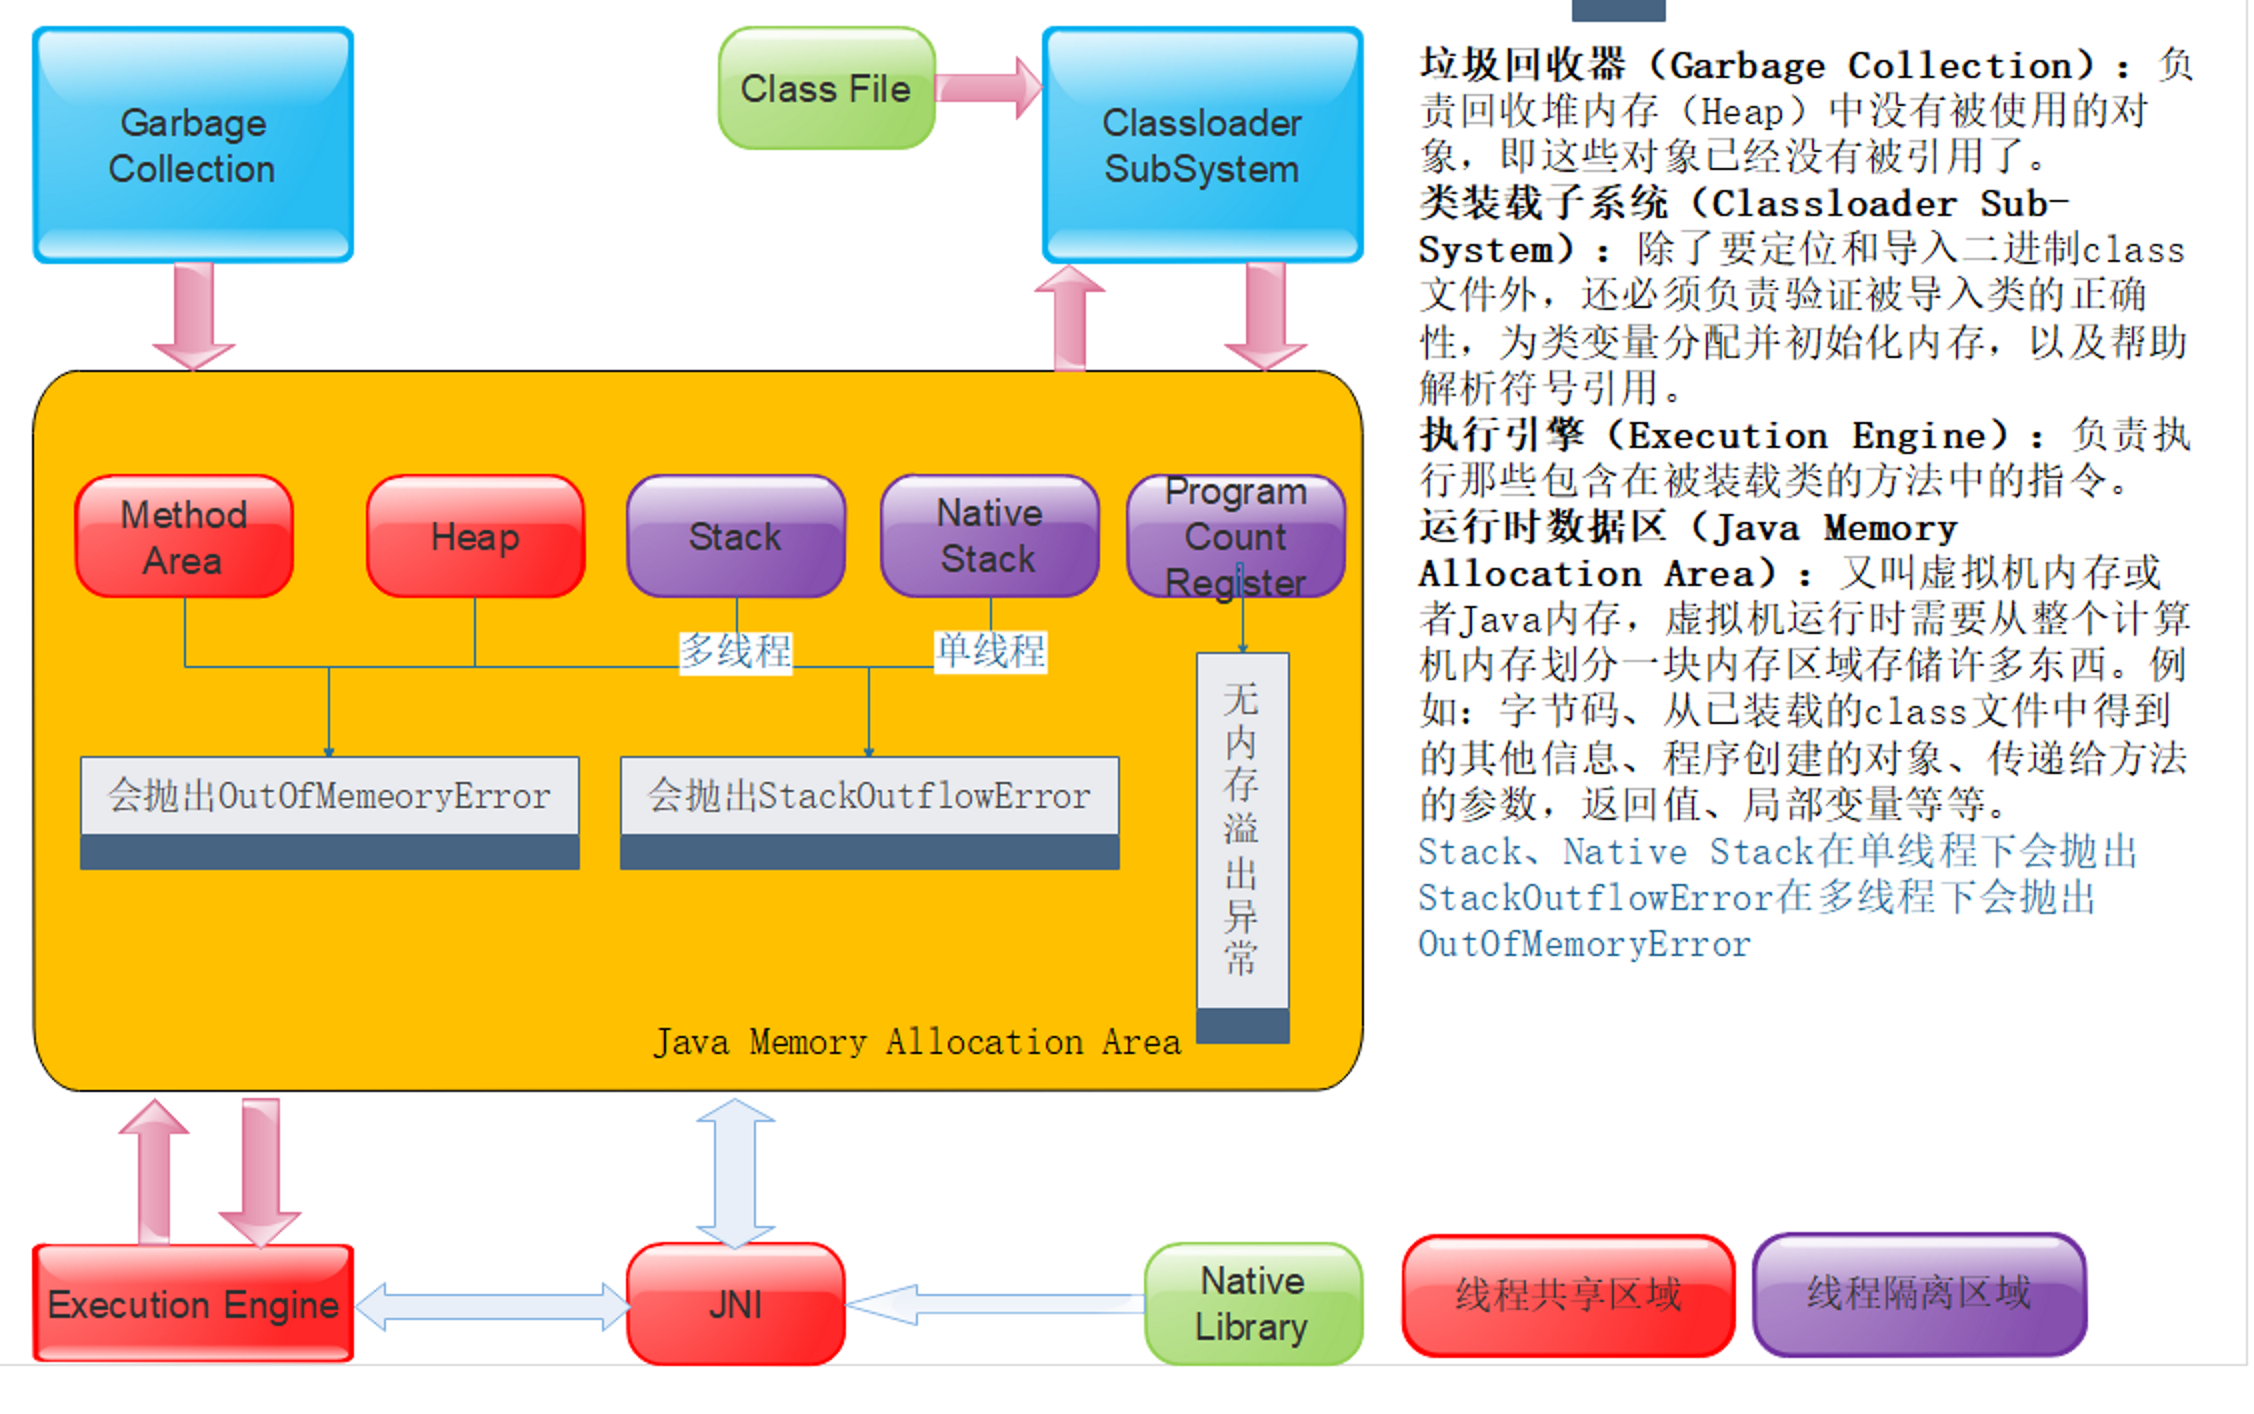 Garbage
Collection
Class File
Classloader
SubSystem
Method
Area
Heap
Stack
Native
Stack
Program
Count
Register
多线程
单线程
会抛出OutOfMemeoryError
会抛出StackOutflowError
无
内
存
溢
出
异
常
Java Memory Allocation Area
Execution Engine
JNI
Native
Library
垃圾回收器（Garbage Collection）：负
责回收堆内存（Heap）中没有被使用的对
象，即这些对象已经没有被引用了。
类装载子系统（Classloader Sub-
System）：除了要定位和导入二进制class
文件外，还必须负责验证被导入类的正确
性，为类变量分配并初始化内存，以及帮助
解析符号引用。
执行引擎（Execution Engine）：负责执
行那些包含在被装载类的方法中的指令。
运行时数据区（Java Memory
Allocation Area）：又叫虚拟机内存或
者Java内存，虚拟机运行时需要从整个计算
机内存划分一块内存区域存储许多东西。例
如：字节码、从已装载的class文件中得到
的其他信息、程序创建的对象、传递给方法
的参数，返回值、局部变量等等。
Stack、Native Stack在单线程下会抛出
StackOutflowError在多线程下会抛出
OutOfMemoryError
线程共享区域
线程隔离区域